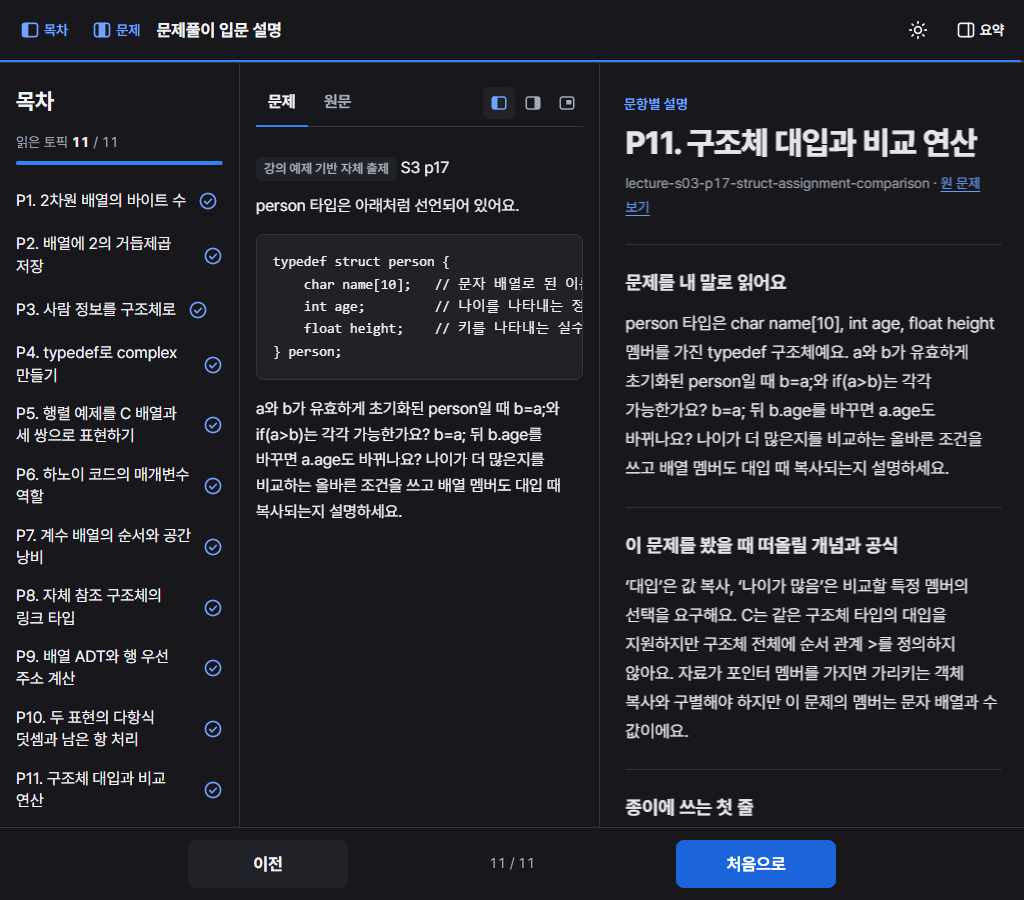 목차
문제
문제풀이 입문 설명
요약
목차
읽은 토픽 11 / 11
P1. 2차원 배열의 바이트 수
P2. 배열에 2의 거듭제곱
저장
P3. 사람 정보를 구조체로
P4. typedef로 complex
만들기
P5. 행렬 예제를 C 배열과
세 쌍으로 표현하기
P6. 하노이 코드의 매개변수
역할
P7. 계수 배열의 순서와 공간
낭비
P8. 자체 참조 구조체의
링크 타입
P9. 배열 ADT와 행 우선
주소 계산
P10. 두 표현의 다항식
덧셈과 남은 항 처리
P11. 구조체 대입과 비교
연산
문제
원문
강의 예제 기반 자체 출제 S3 p17
person 타입은 아래처럼 선언되어 있어요.
typedef struct person {
    char name[10];   // 문자 배열로 된 이
    int age;         // 나이를 나타내는 정
    float height;    // 키를 나타내는 실수
} person;
a와 b가 유효하게 초기화된 person일 때 b=a;와
if(a>b)는 각각 가능한가요? b=a; 뒤 b.age를
바꾸면 a.age도 바뀌나요? 나이가 더 많은지를
비교하는 올바른 조건을 쓰고 배열 멤버도 대입 때
복사되는지 설명하세요.
문항별 설명
P11. 구조체 대입과 비교 연산
lecture-s03-p17-struct-assignment-comparison · 원 문제
보기
문제를 내 말로 읽어요
person 타입은 char name[10], int age, float height
멤버를 가진 typedef 구조체예요. a와 b가 유효하게
초기화된 person일 때 b=a;와 if(a>b)는 각각
가능한가요? b=a; 뒤 b.age를 바꾸면 a.age도
바뀌나요? 나이가 더 많은지를 비교하는 올바른 조건을
쓰고 배열 멤버도 대입 때 복사되는지 설명하세요.
이 문제를 봤을 때 떠올릴 개념과 공식
‘대입’은 값 복사, ‘나이가 많음’은 비교할 특정 멤버의
선택을 요구해요. C는 같은 구조체 타입의 대입을
지원하지만 구조체 전체에 순서 관계 >를 정의하지
않아요. 자료가 포인터 멤버를 가지면 가리키는 객체
복사와 구별해야 하지만 이 문제의 멤버는 문자 배열과 수
값이에요.
종이에 쓰는 첫 줄
이전
11 / 11
처음으로